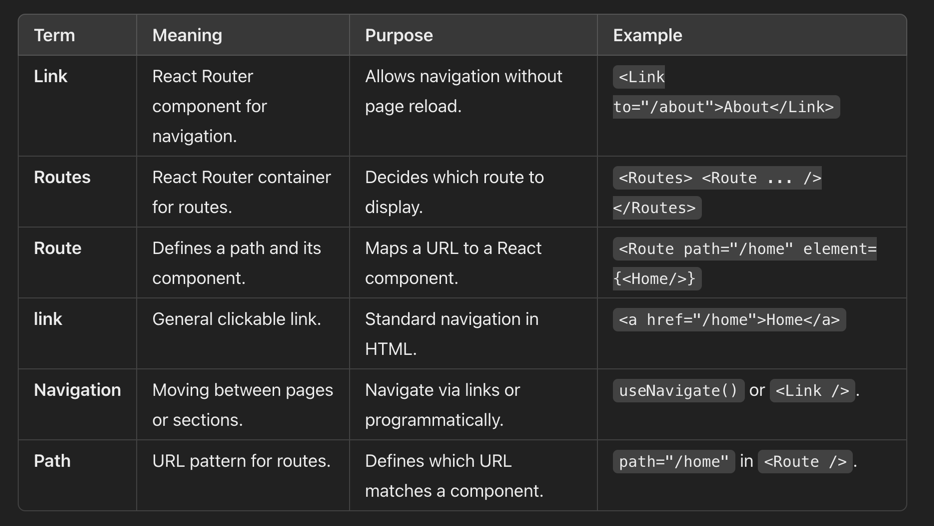 Term Meaning Purpose Example
Link React Router Allows navigation without <Link
component for page reload. to="/about">About</Link>
navigation.
Routes React Router container Decides which route to <Routes> <Route ... />
for routes. display. </Routes>
Route Defines a path and its Maps a URL to a React <Route path="/home" element=
component. component. {<Home/>}
link General clickable link. Standard navigation in <a href="/home">Home</a>
HTML.
Navigation Moving between pages Navigate via links or useNavigate() or <Link />.
or sections. programmatically.
Path URL pattern for routes. Defines which URL path="/home" in <Route />.
matches a component.